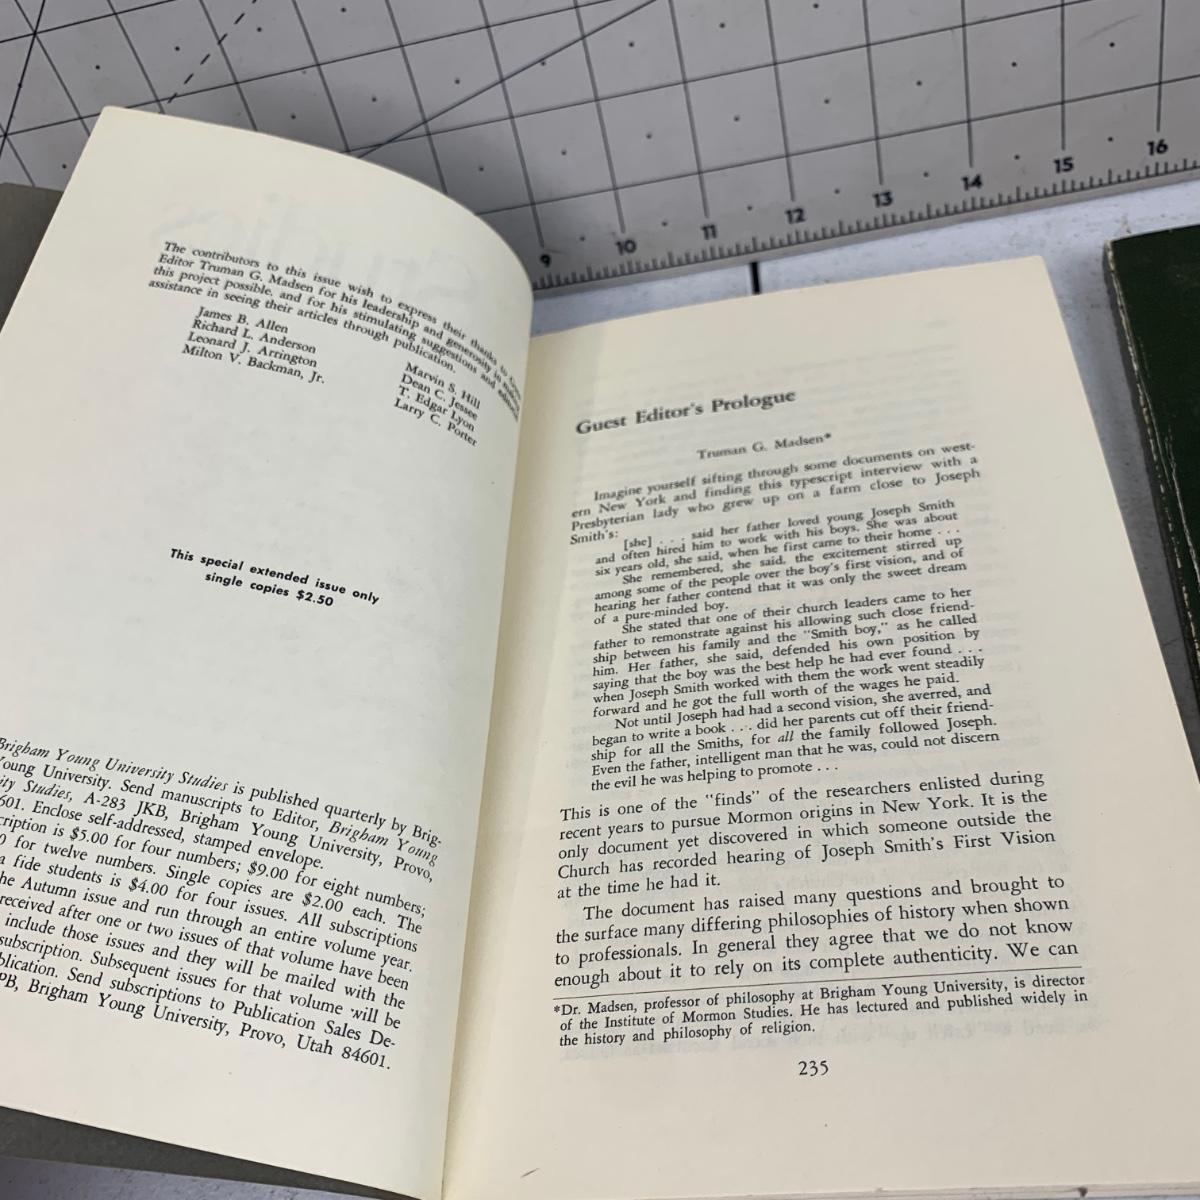 The contributors to this issue wish to express their thanks to Guest
Editor Truman G. Madsen for his leadership and generosity in making
this project possible, and for his stimulating suggestions and editorial
assistance in seeing their articles through publication.
James B. Allen
Richard L. Anderson
Leonard J. Arrington
Milton V. Backman, Jr.
Marvin S. Hill
Dean C. Jessee
T. Edgar Lyon
Larry C. Porter
This special extended issue only
single copies $2.50
Brigham Young University Studies is published quarterly by Brig-
Young University. Send manuscripts to Editor, Brigham Young
ity Studies, A-283 JKB, Brigham Young University, Provo,
601. Enclose self-addressed, stamped envelope.
cription is $5.00 for four numbers; $9.00 for eight numbers;
0 for twelve numbers. Single copies are $2.00 each. The
a fide students is $4.00 for four issues. All subscriptions
he Autumn issue and run through an entire volume year.
received after one or two issues of that volume have been
include those issues and they will be mailed with the
subscription. Subsequent issues for that volume will be
blication. Send subscriptions to Publication Sales De-
PB, Brigham Young University, Provo, Utah 84601.
9 10 11 12 13 14 15 16
Guest Editor's Prologue
Truman G. Madsen*
Imagine yourself sifting through some documents on west-
ern New York and finding this typescript interview with a
Presbyterian lady who grew up on a farm close to Joseph
Smith's:
[she] . . . said her father loved young Joseph Smith
and often hired him to work with his boys. She was about
six years old, she said, when he first came to their home . . .
She remembered, she said, the excitement stirred up
among some of the people over the boy's first vision, and of
hearing her father contend that it was only the sweet dream
of a pure-minded boy.
She stated that one of their church leaders came to her
father to remonstrate against his allowing such close friend-
ship between his family and the "Smith boy," as he called
him. Her father, she said, defended his own position by
saying that the boy was the best help he had ever found . . .
when Joseph Smith worked with them the work went steadily
forward and he got the full worth of the wages he paid.
Not until Joseph had had a second vision, she averred, and
began to write a book . . . did her parents cut off their friend-
ship for all the Smiths, for all the family followed Joseph.
Even the father, intelligent man that he was, could not discern
the evil he was helping to promote . . .
This is one of the "finds" of the researchers enlisted during
recent years to pursue Mormon origins in New York. It is the
only document yet discovered in which someone outside the
Church has recorded hearing of Joseph Smith's First Vision
at the time he had it.
The document has raised many questions and brought to
the surface many differing philosophies of history when shown
to professionals. In general they agree that we do not know
enough about it to rely on its complete authenticity. We can
*Dr. Madsen, professor of philosophy at Brigham Young University, is director
of the Institute of Mormon Studies. He has lectured and published widely in
the history and philosophy of religion.
235